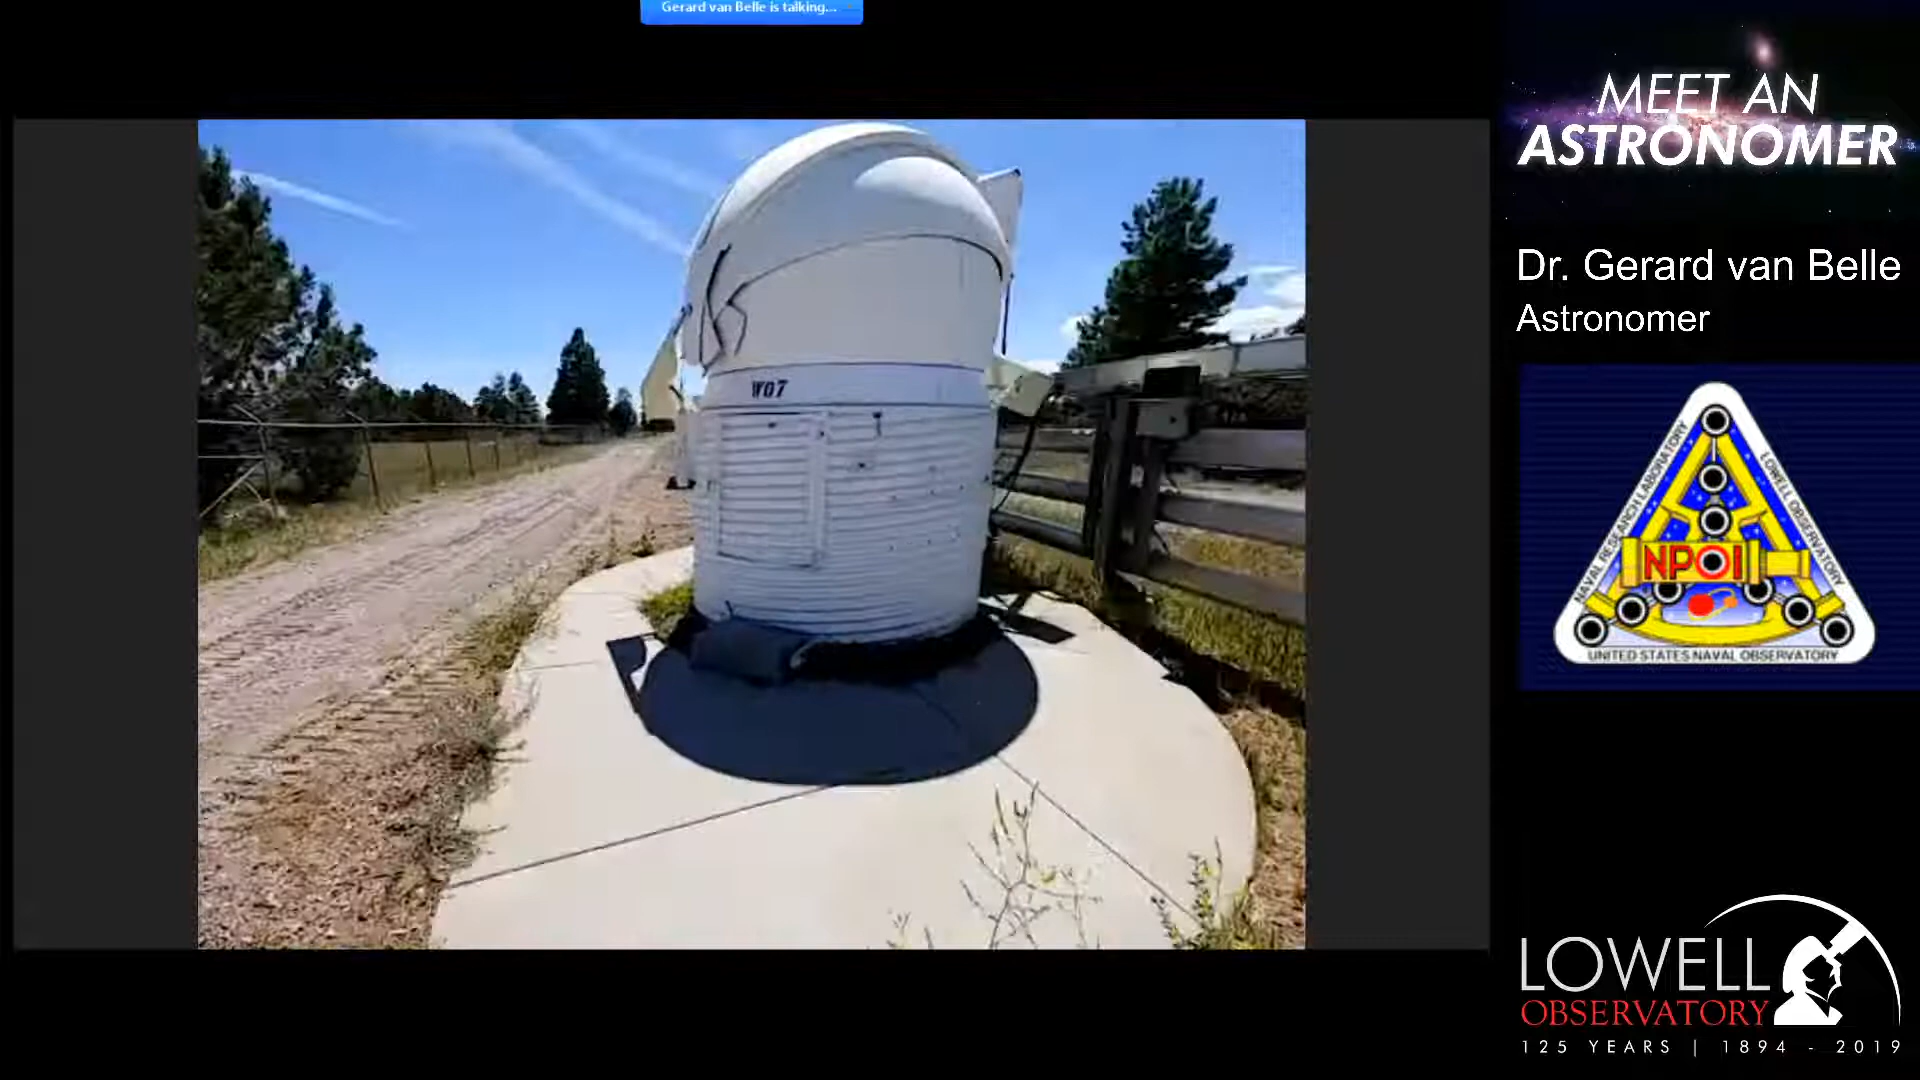 Gerard van Belle is talking...
MEET AN
ASTRONOMER
Dr. Gerard van Belle
Astronomer
W07
NAVAL RESEARCH LABORATORY
LOWELL OBSERVATORY
NPOI
UNITED STATES NAVAL OBSERVATORY
LOWELL
OBSERVATORY
125 YEARS | 1894 - 2019